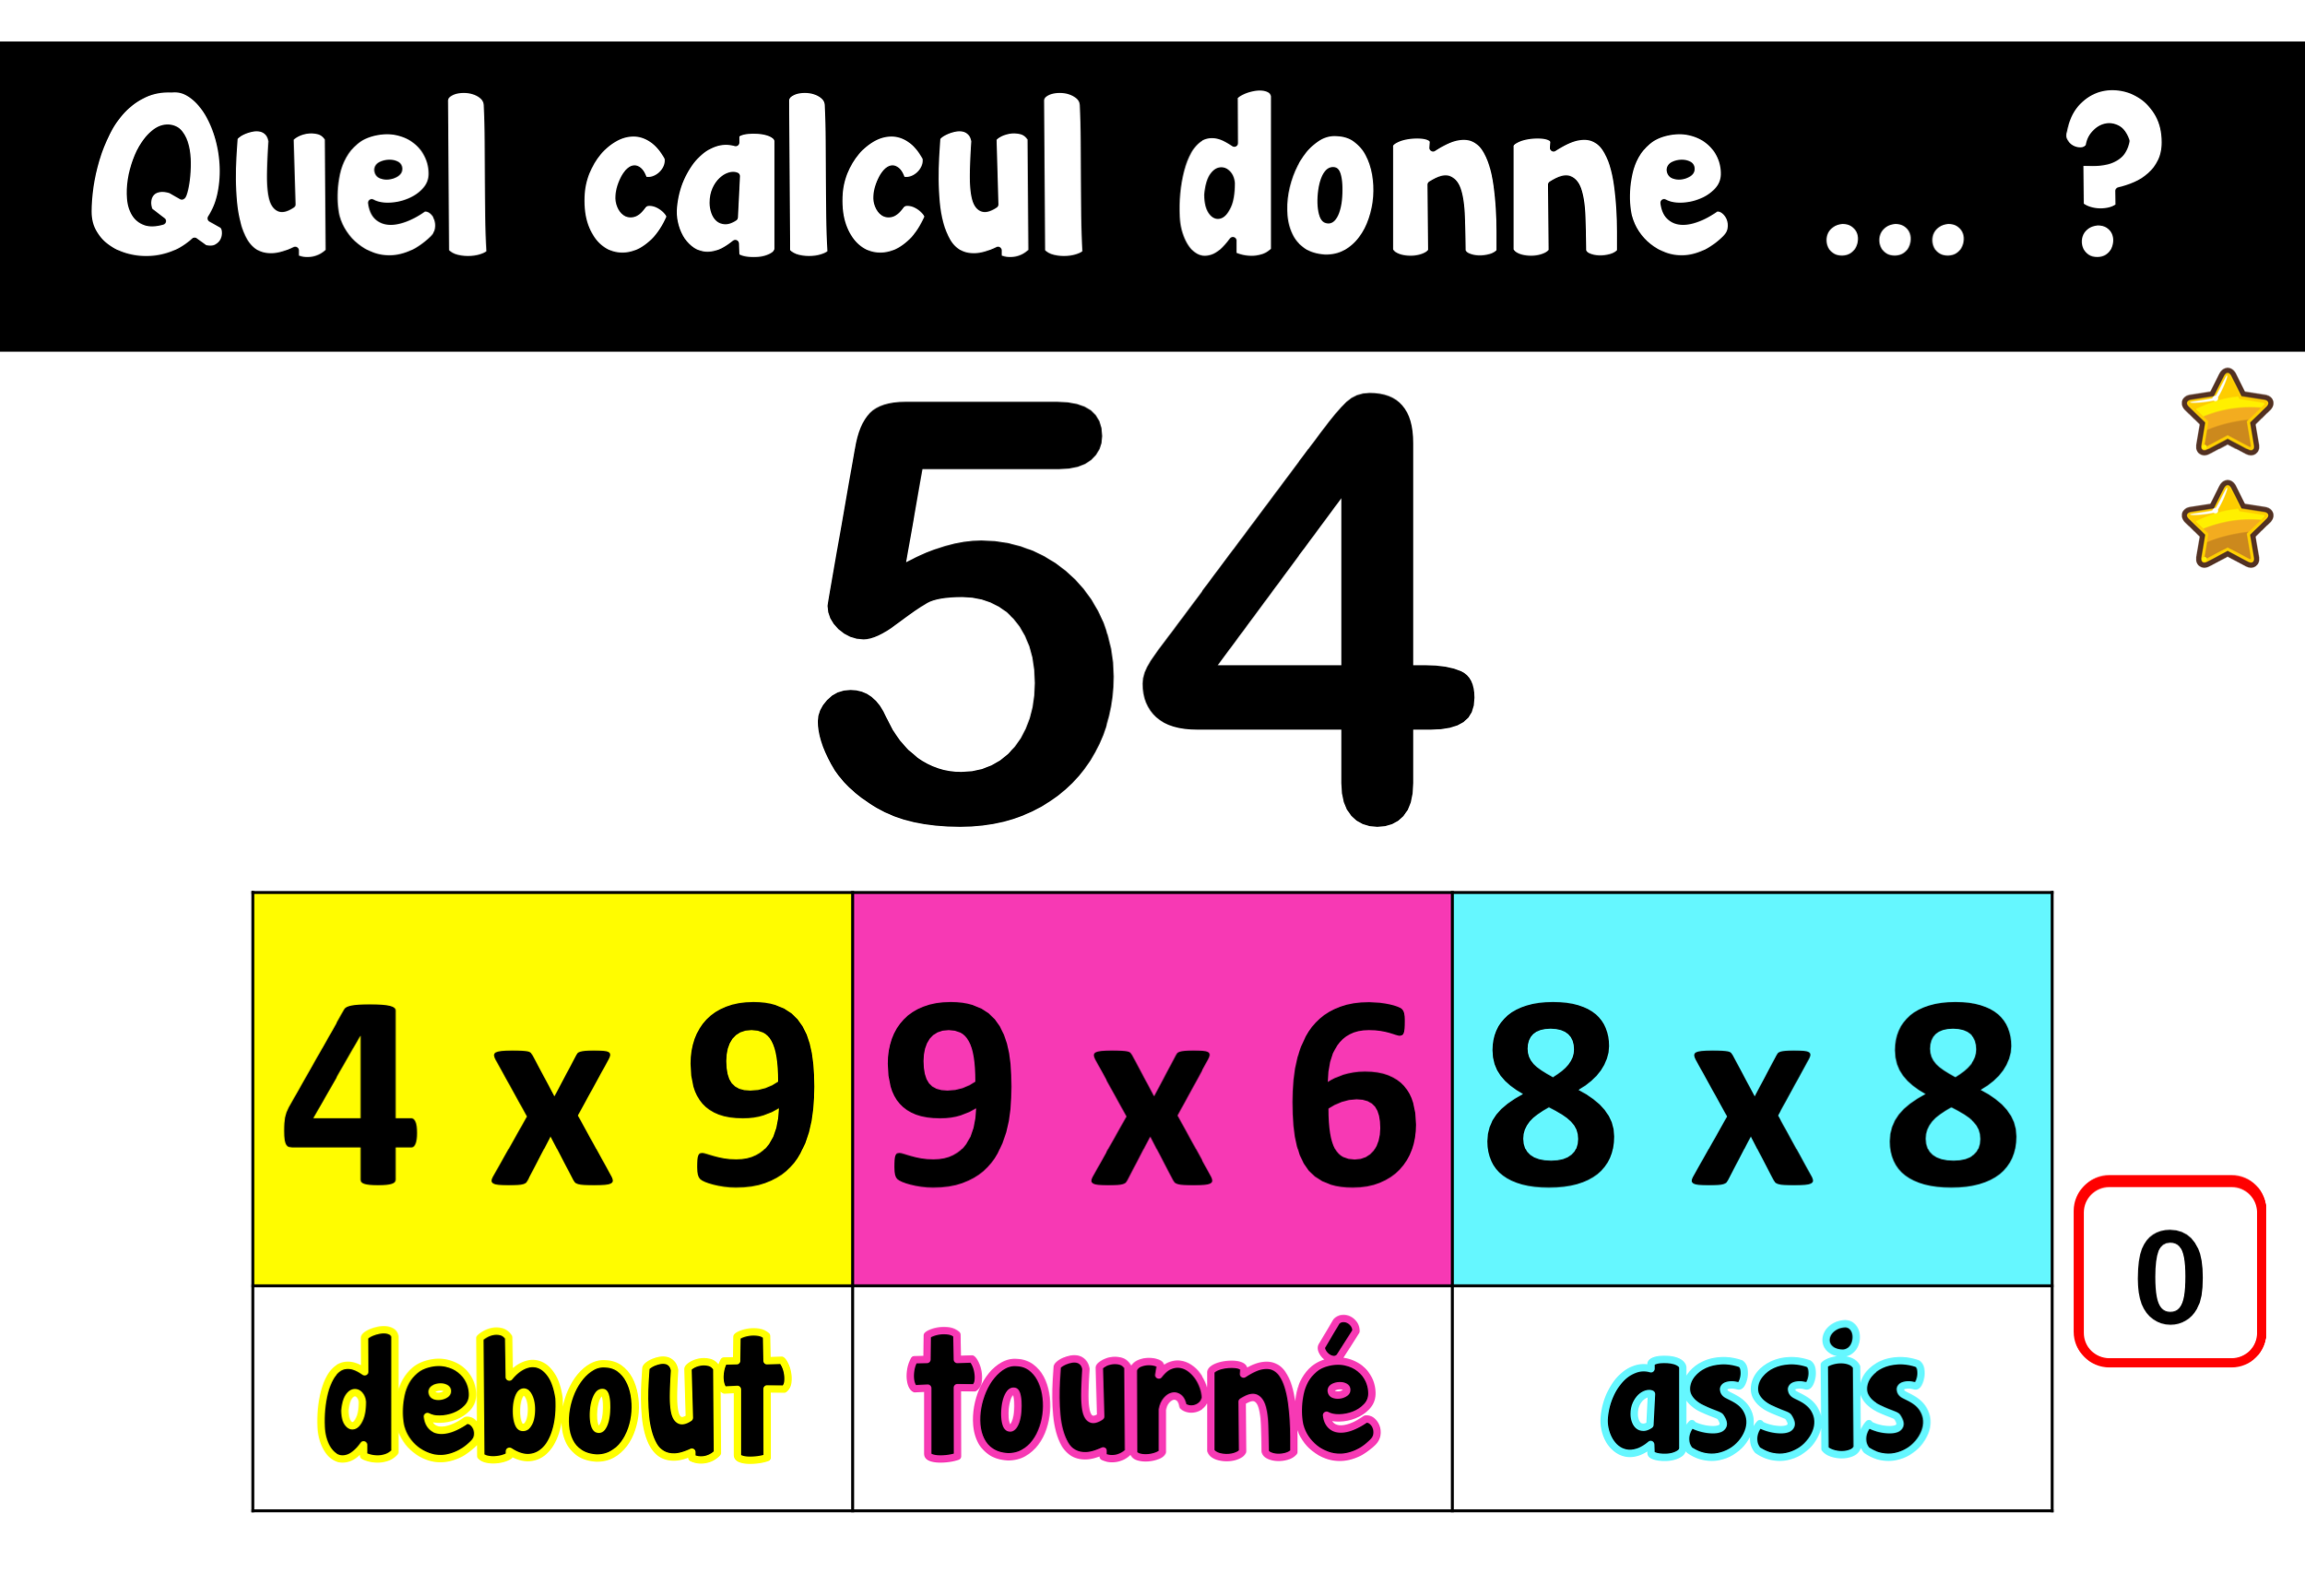 Quel calcul donne ... ?
54
4 x 9 9 x 6 8 x 8
0
debout tourné assis